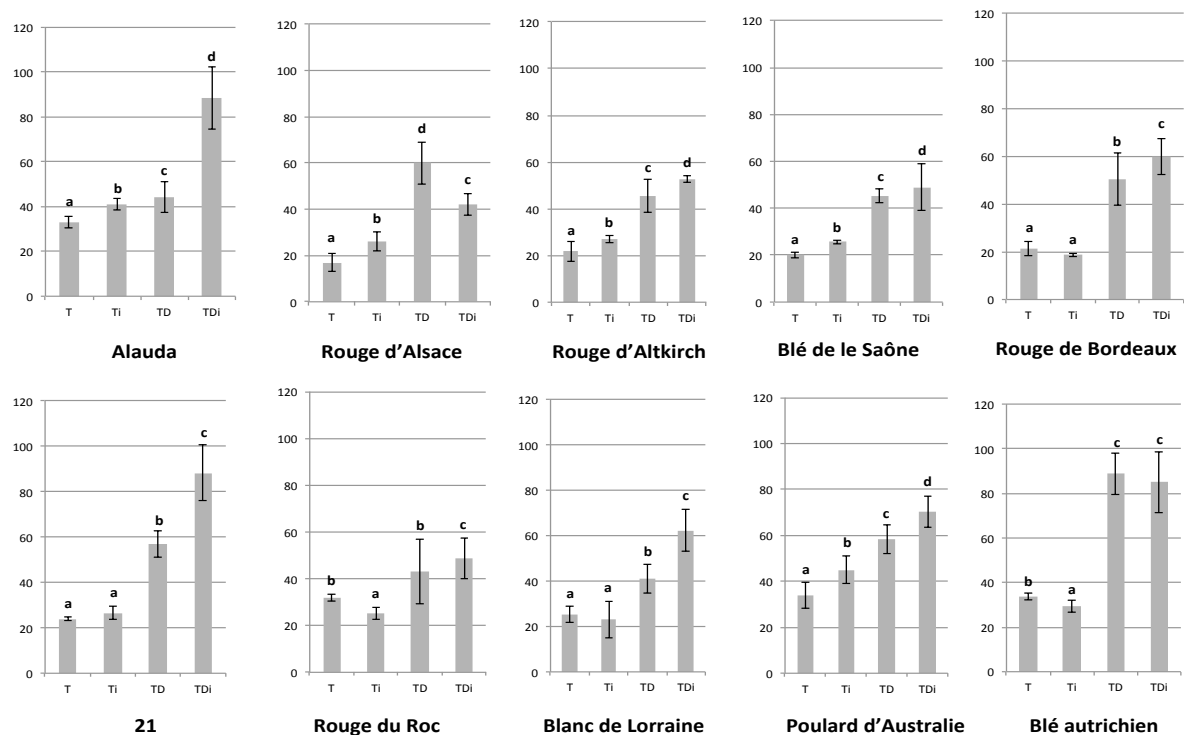 120
100
80
60
40
20
0
a
b
c
d
T Ti TD TDi
Alauda
120
100
80
60
40
20
0
a
b
d
c
T Ti TD TDi
Rouge d’Alsace
120
100
80
60
40
20
0
a
b
c
d
T Ti TD TDi
Rouge d’Altkirch
120
100
80
60
40
20
0
a
b
c
d
T Ti TD TDi
Blé de le Saône
120
100
80
60
40
20
0
a
a
b
c
T Ti TD TDi
Rouge de Bordeaux
120
100
80
60
40
20
0
a
a
b
c
T Ti TD TDi
21
120
100
80
60
40
20
0
b
a
b
c
T Ti TD TDi
Rouge du Roc
120
100
80
60
40
20
0
a
a
b
c
T Ti TD TDi
Blanc de Lorraine
120
100
80
60
40
20
0
a
b
c
d
T Ti TD TDi
Poulard d’Australie
120
100
80
60
40
20
0
b
a
c
c
T Ti TD TDi
Blé autrichien